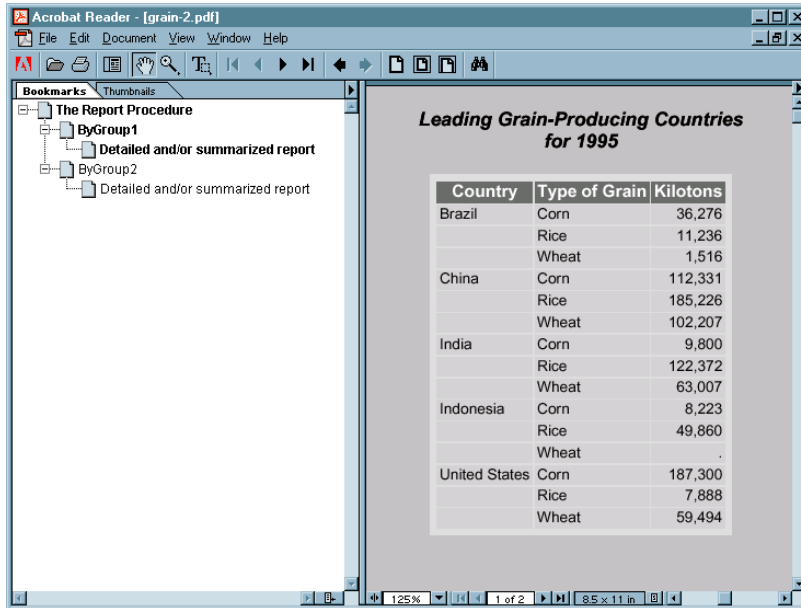 Acrobat Reader - [grain-2.pdf]
File Edit Document View Window Help
Bookmarks Thumbnails
The Report Procedure
ByGroup1
Detailed and/or summarized report
ByGroup2
Detailed and/or summarized report
Leading Grain-Producing Countries
for 1995
Country Type of Grain Kilotons
Brazil Corn 36,276
Rice 11,236
Wheat 1,516
China Corn 112,331
Rice 185,226
Wheat 102,207
India Corn 9,800
Rice 122,372
Wheat 63,007
Indonesia Corn 8,223
Rice 49,860
Wheat .
United States Corn 187,300
Rice 7,888
Wheat 59,494
125% 1 of 2 8.5 x 11 in